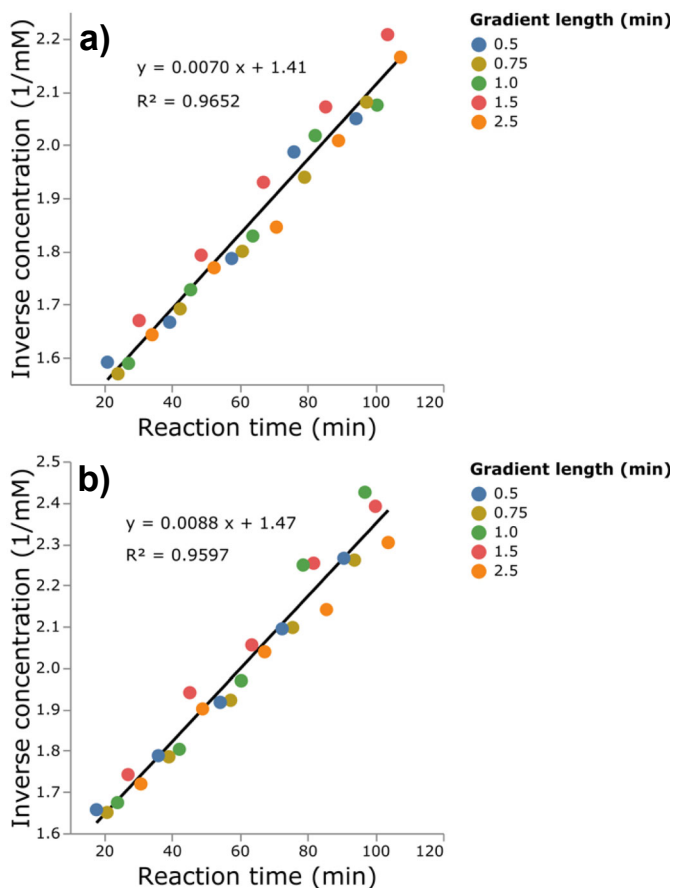 a)
Inverse concentration (1/mM)
2.2
2.1
2.0
1.9
1.8
1.7
1.6
y = 0.0070 x + 1.41
R² = 0.9652
20 40 60 80 100 120
Reaction time (min)
Gradient length (min)
0.5
0.75
1.0
1.5
2.5
b)
Inverse concentration (1/mM)
2.5
2.4
2.3
2.2
2.1
2.0
1.9
1.8
1.7
1.6
y = 0.0088 x + 1.47
R² = 0.9597
20 40 60 80 100 120
Reaction time (min)
Gradient length (min)
0.5
0.75
1.0
1.5
2.5